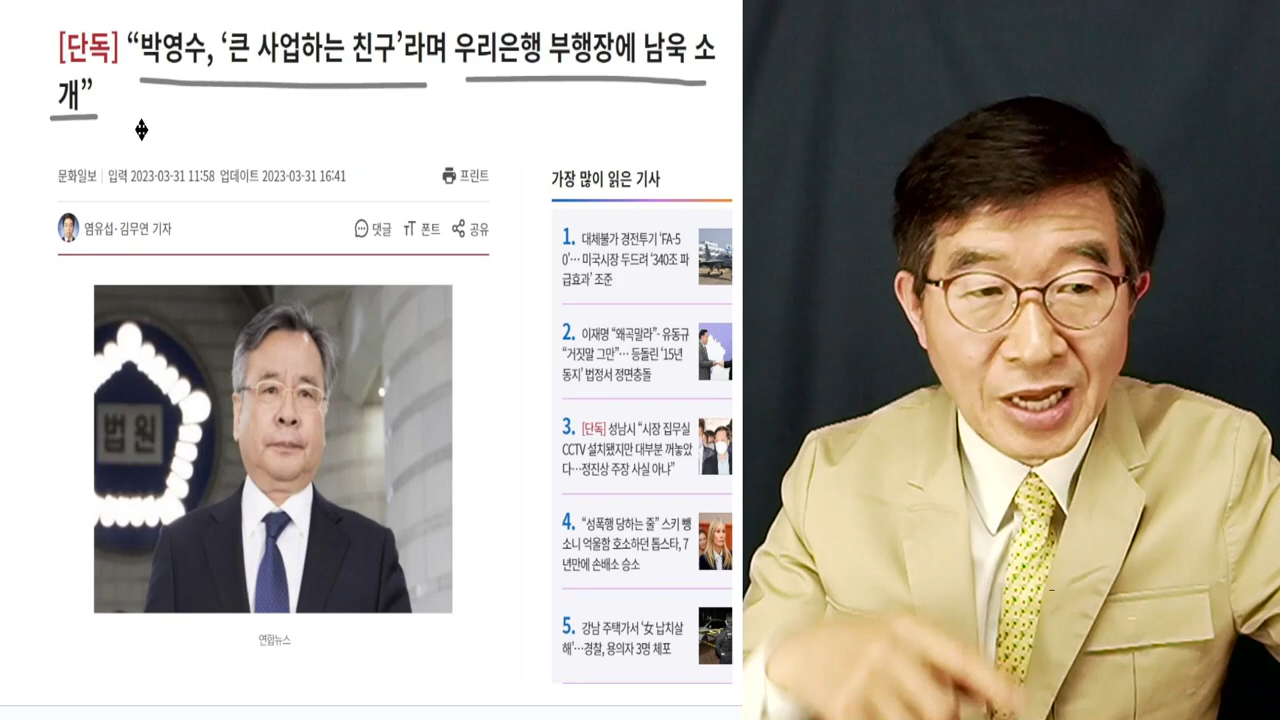 [단독] “박영수, ‘큰 사업하는 친구’라며 우리은행 부행장에 남욱 소
개”
문화일보 | 입력 2023-03-31 11:58 업데이트 2023-03-31 16:41
프린트
염유섭·김무연 기자
댓글 TT 폰트 공유
법원
연합뉴스
가장 많이 읽은 기사
1. 대체불가 경전투기 ‘FA-5
0’… 미국시장 두드려 ‘340조 파
급효과’ 조준
2. 이재명 “왜곡말라”- 유동규
“거짓말 그만”… 등돌린 ‘15년
동지’ 법정서 정면충돌
3. [단독] 성남시 “시장 집무실
CCTV 설치됐지만 대부분 꺼놓았
다…정진상 주장 사실 아냐”
4. “성폭행 당하는 줄” 스키 뺑
소니 억울함 호소하던 톱스타, 7
년만에 손배소 승소
5. 강남 주택가서 ‘女 납치살
해’…경찰, 용의자 3명 체포